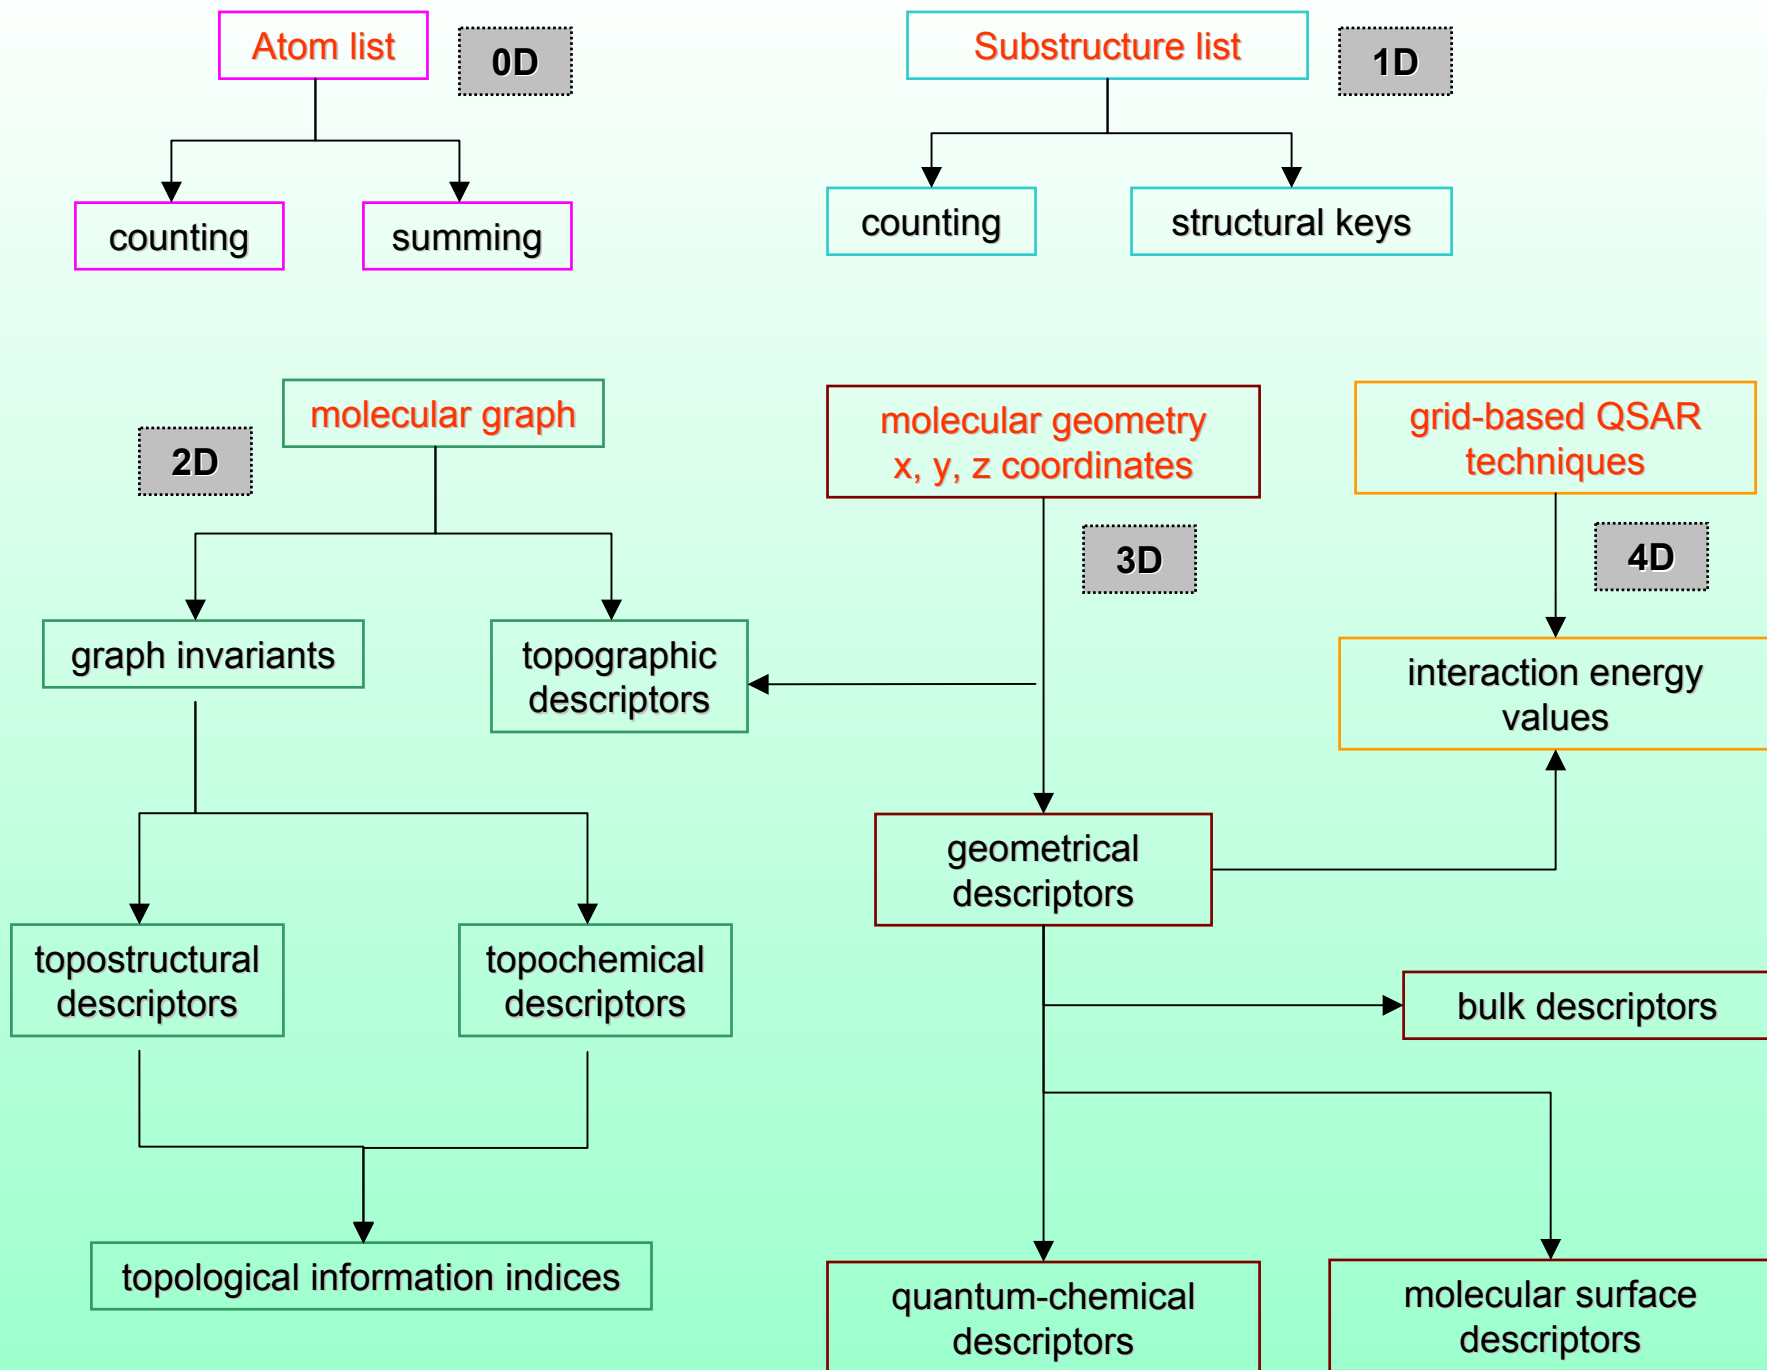 Atom list
0D
counting
summing
Substructure list
1D
counting
structural keys
molecular graph
2D
graph invariants
topographic
descriptors
topostructural
descriptors
topochemical
descriptors
topological information indices
molecular geometry
x, y, z coordinates
3D
geometrical
descriptors
bulk descriptors
quantum-chemical
descriptors
molecular surface
descriptors
grid-based QSAR
techniques
4D
interaction energy
values